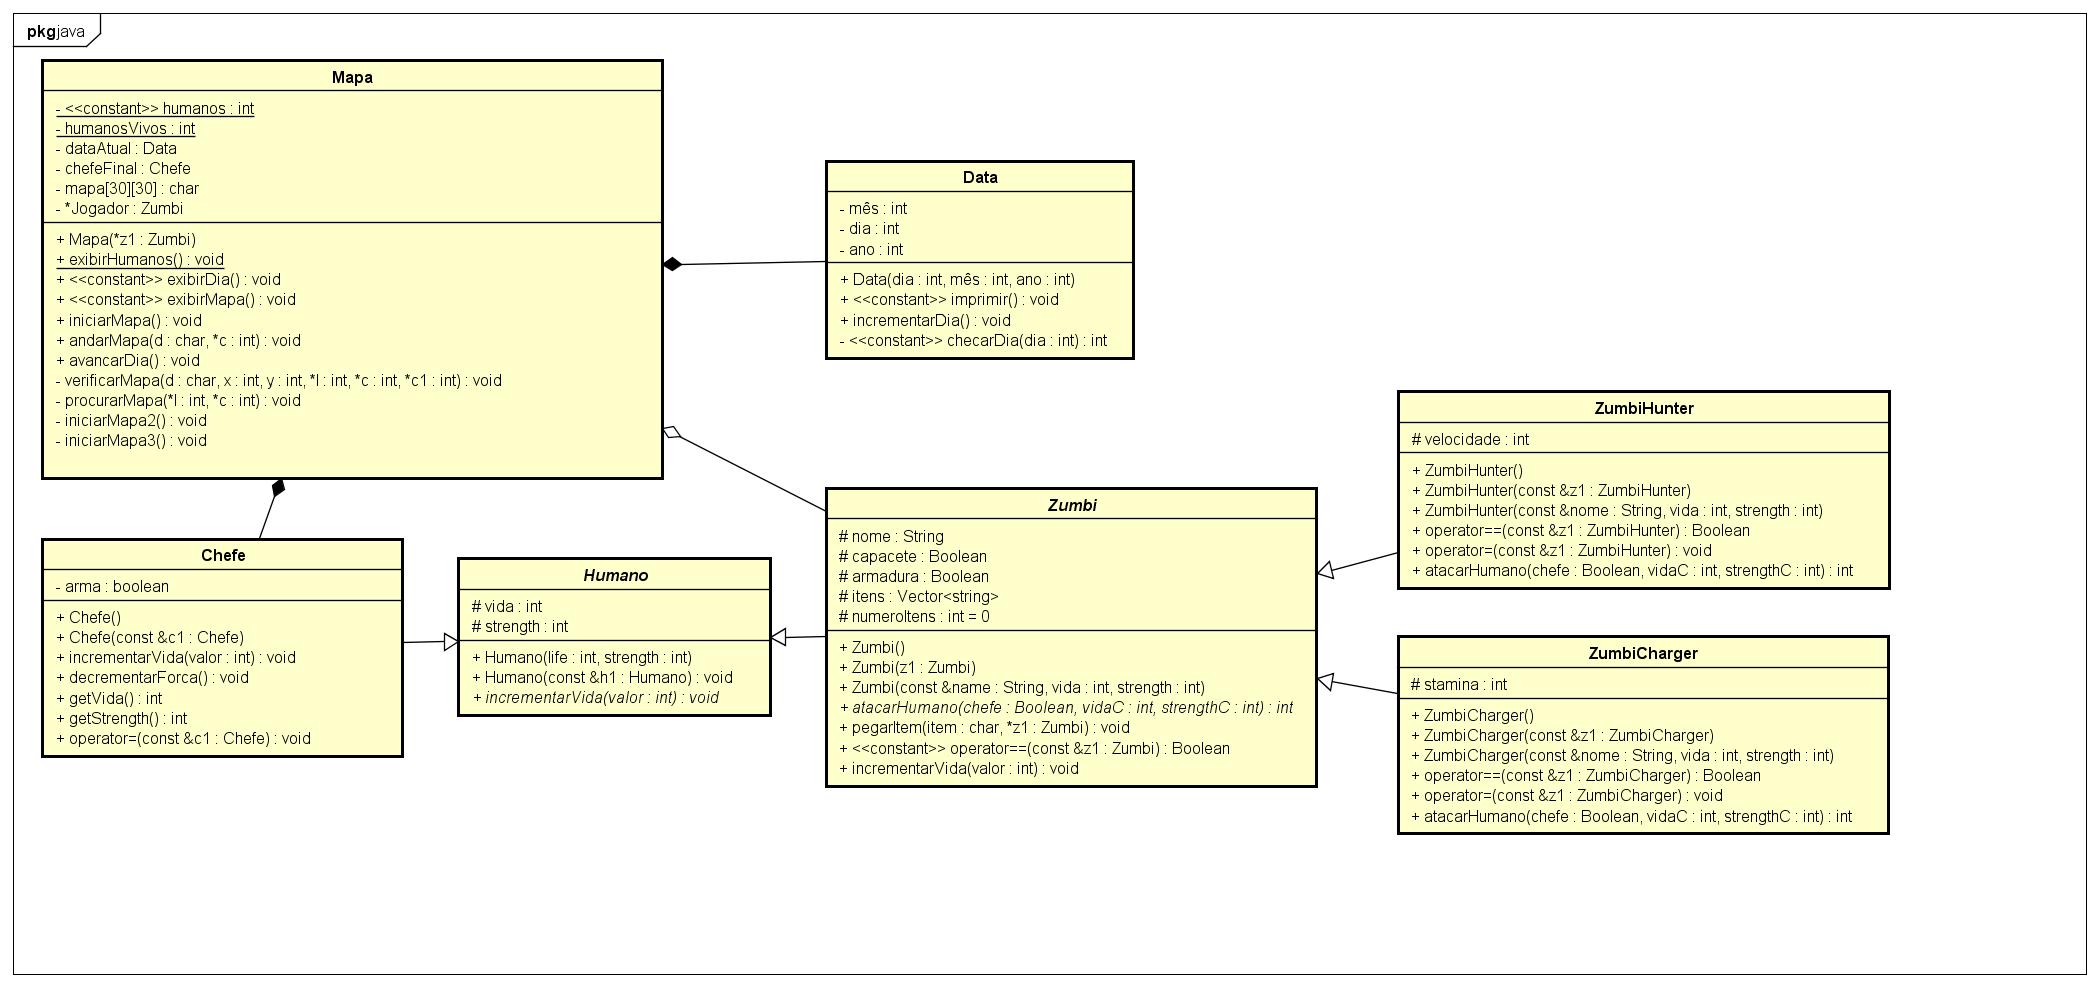 pkg java
Mapa
- <<constant>> humanos : int
- humanosVivos : int
- dataAtual : Data
- chefeFinal : Chefe
- mapa[30][30] : char
- *Jogador : Zumbi
+ Mapa(*z1 : Zumbi)
+ exibirHumanos() : void
+ <<constant>> exibirDia() : void
+ <<constant>> exibirMapa() : void
+ iniciarMapa() : void
+ andarMapa(d : char, *c : int) : void
+ avancarDia() : void
- verificarMapa(d : char, x : int, y : int, *l : int, *c : int, *c1 : int) : void
- procurarMapa(*l : int, *c : int) : void
- iniciarMapa2() : void
- iniciarMapa3() : void
Data
- mês : int
- dia : int
- ano : int
+ Data(dia : int, mês : int, ano : int)
+ <<constant>> imprimir() : void
+ incrementarDia() : void
- <<constant>> checarDia(dia : int) : int
Chefe
- arma : boolean
+ Chefe()
+ Chefe(const &c1 : Chefe)
+ incrementarVida(valor : int) : void
+ decrementarForca() : void
+ getVida() : int
+ getStrength() : int
+ operator=(const &c1 : Chefe) : void
Humano
# vida : int
# strength : int
+ Humano(life : int, strength : int)
+ Humano(const &h1 : Humano) : void
+ incrementarVida(valor : int) : void
Zumbi
# nome : String
# capacete : Boolean
# armadura : Boolean
# itens : Vector<string>
# numeroItens : int = 0
+ Zumbi()
+ Zumbi(z1 : Zumbi)
+ Zumbi(const &name : String, vida : int, strength : int)
+ atacarHumano(chefe : Boolean, vidaC : int, strengthC : int) : int
+ pegarItem(item : char, *z1 : Zumbi) : void
+ <<constant>> operator==(const &z1 : Zumbi) : Boolean
+ incrementarVida(valor : int) : void
ZumbiHunter
# velocidade : int
+ ZumbiHunter()
+ ZumbiHunter(const &z1 : ZumbiHunter)
+ ZumbiHunter(const &nome : String, vida : int, strength : int)
+ operator==(const &z1 : ZumbiHunter) : Boolean
+ operator=(const &z1 : ZumbiHunter) : void
+ atacarHumano(chefe : Boolean, vidaC : int, strengthC : int) : int
ZumbiCharger
# stamina : int
+ ZumbiCharger()
+ ZumbiCharger(const &z1 : ZumbiCharger)
+ ZumbiCharger(const &nome : String, vida : int, strength : int)
+ operator==(const &z1 : ZumbiCharger) : Boolean
+ operator=(const &z1 : ZumbiCharger) : void
+ atacarHumano(chefe : Boolean, vidaC : int, strengthC : int) : int